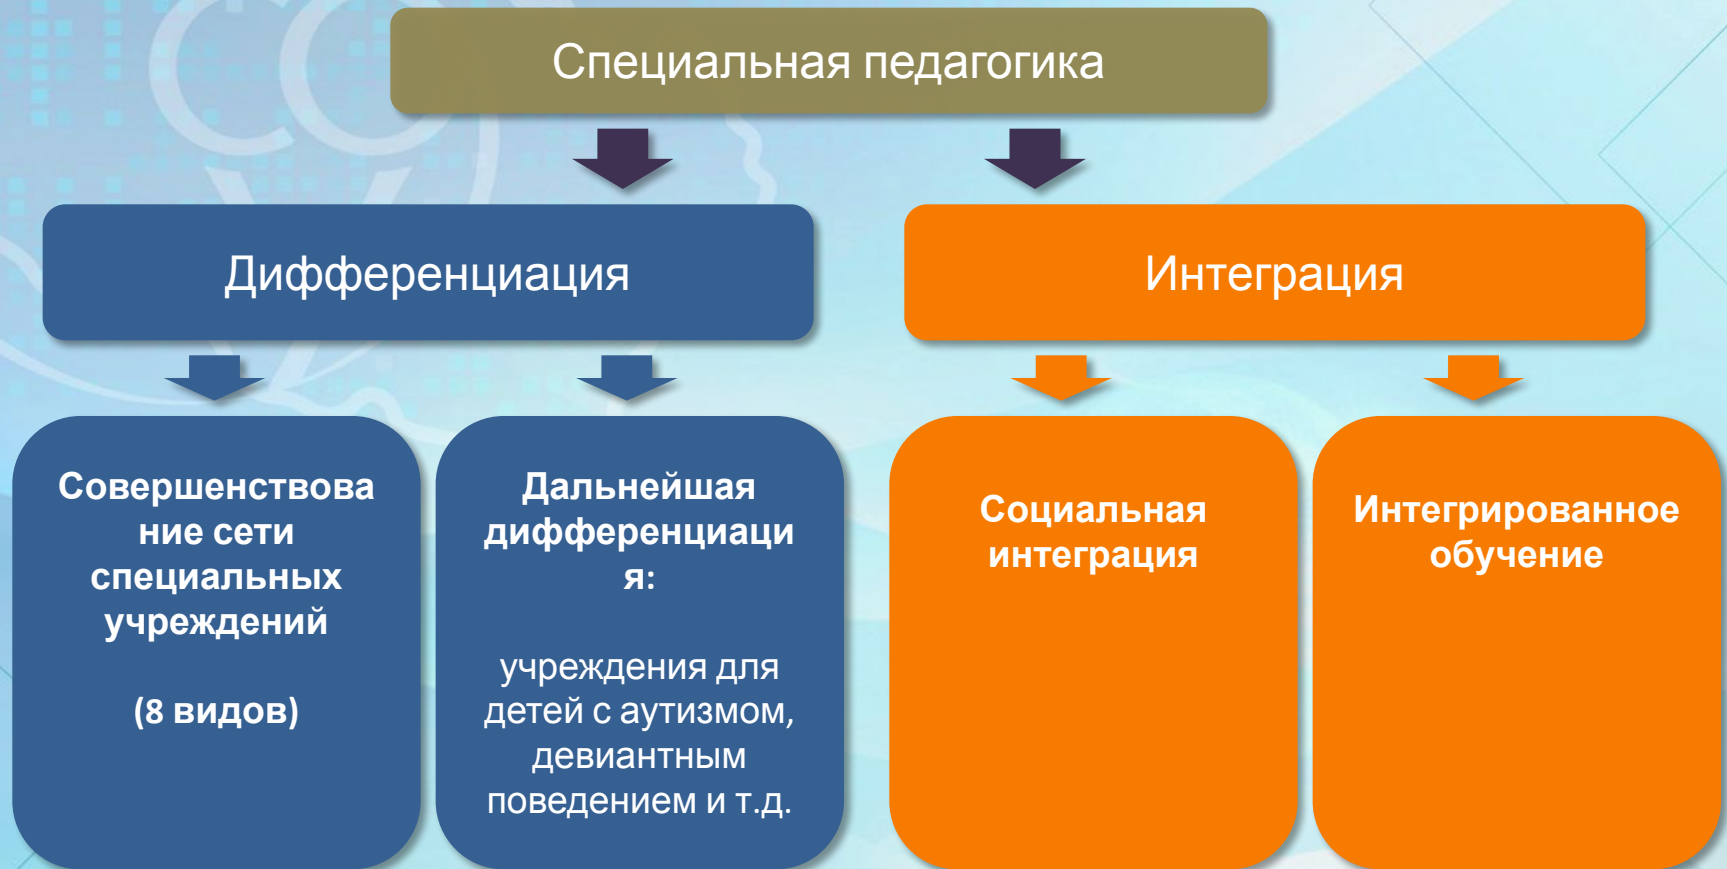 Специальная педагогика
Дифференциация
Интеграция
Совершенствова
ние сети
специальных
учреждений
(8 видов)
Дальнейшая
дифференциаци
я:
учреждения для
детей с аутизмом,
девиантным
поведением и т.д.
Социальная
интеграция
Интегрированное
обучение